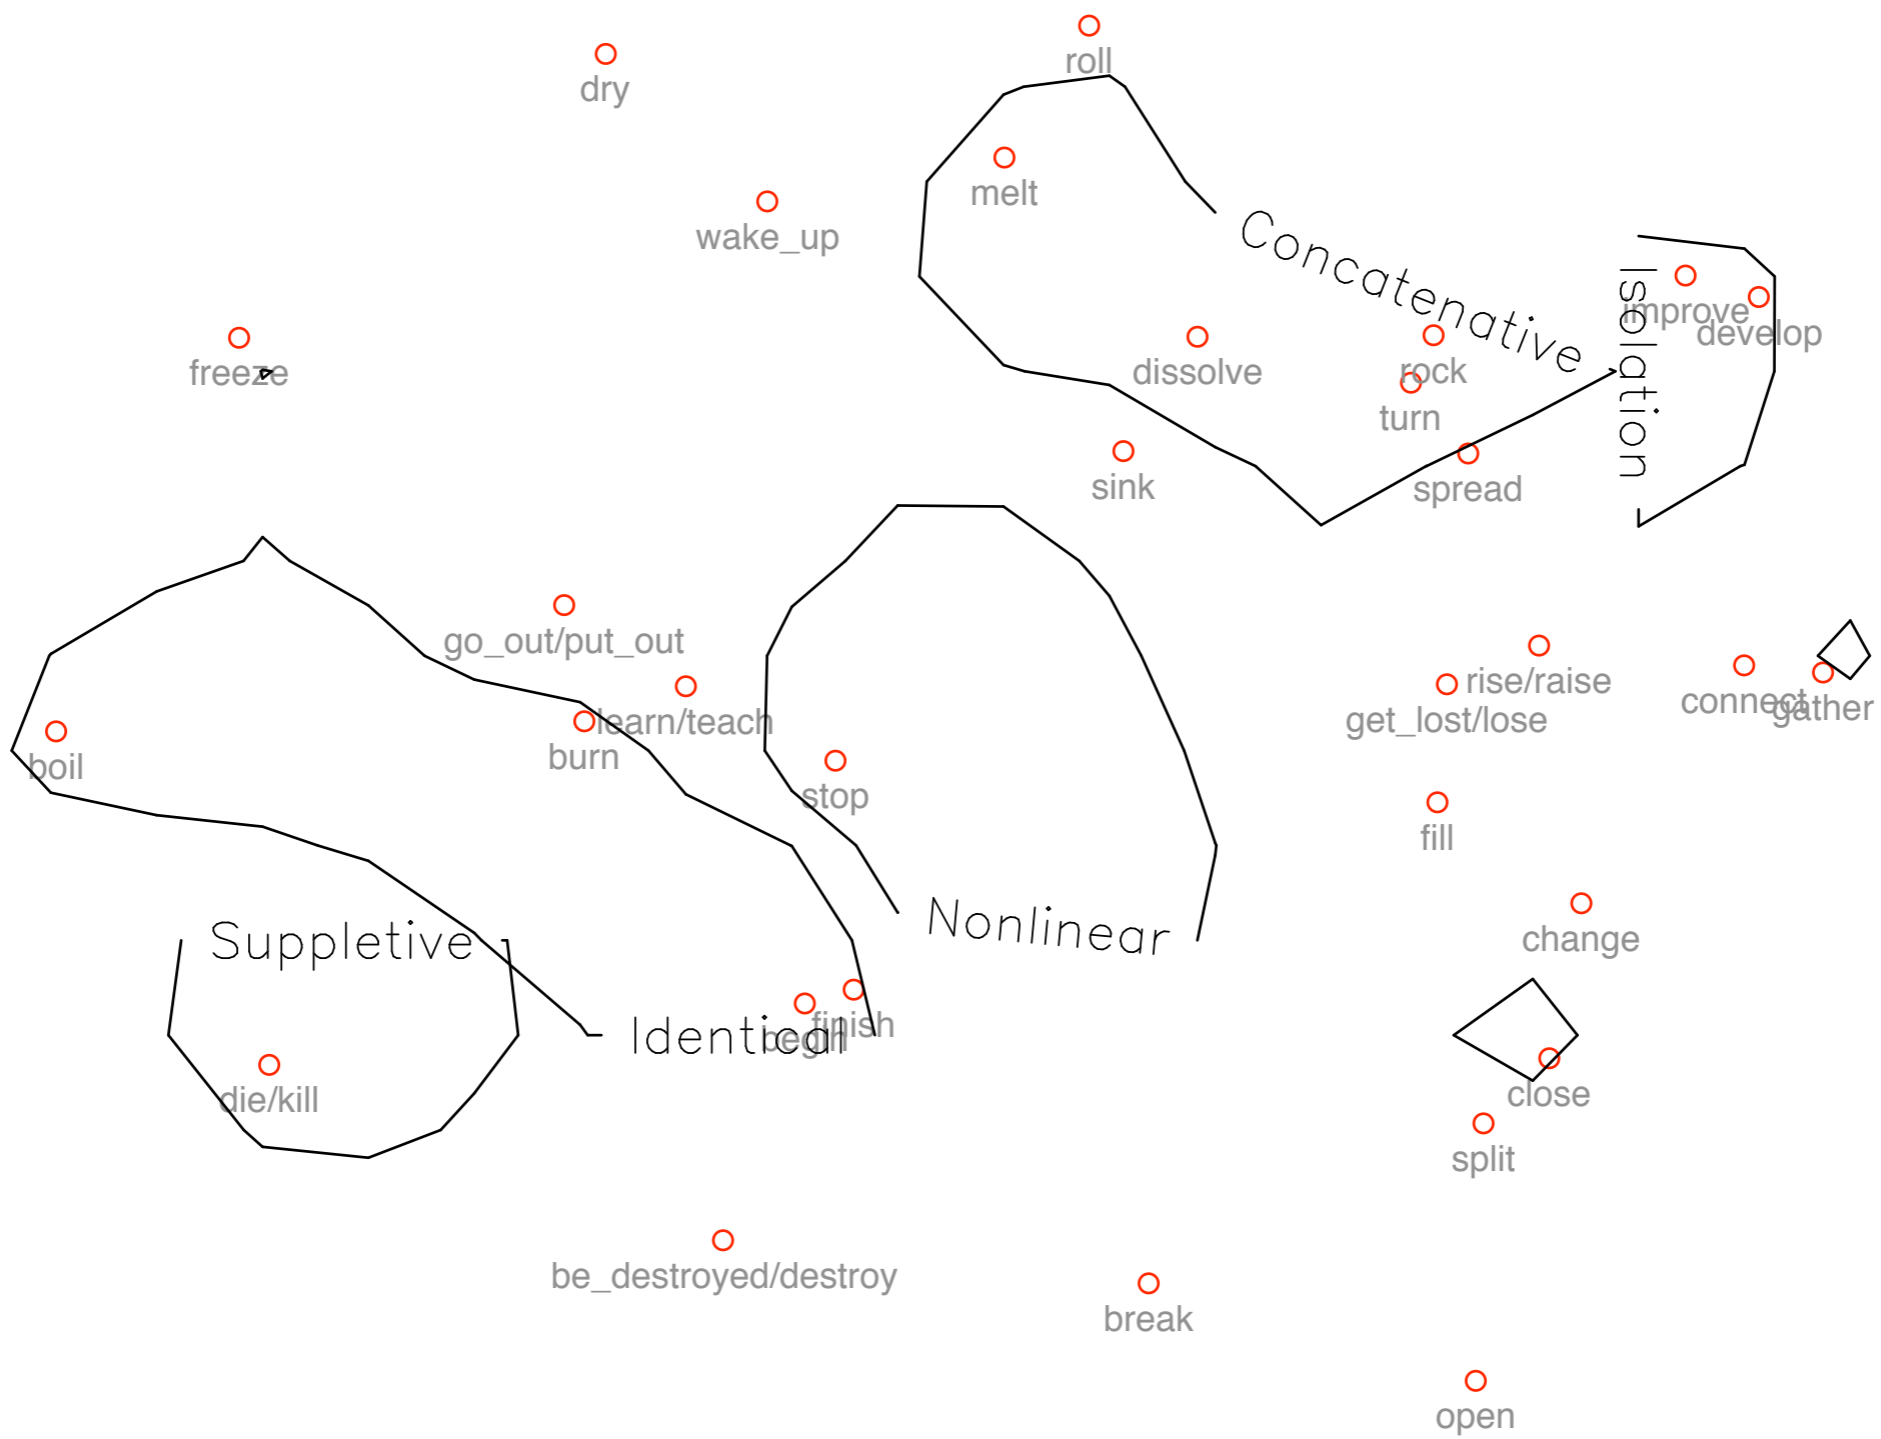 roll
dry
melt
wake_up
Concatenative
Isolation
improve
develop
freeze
dissolve
rock
turn
sink
spread
go_out/put_out
rise/raise
learn/teach
get_lost/lose
connect
gather
burn
boil
stop
fill
Suppletive
Nonlinear
change
finish
Identical
begin
die/kill
close
split
be_destroyed/destroy
break
open